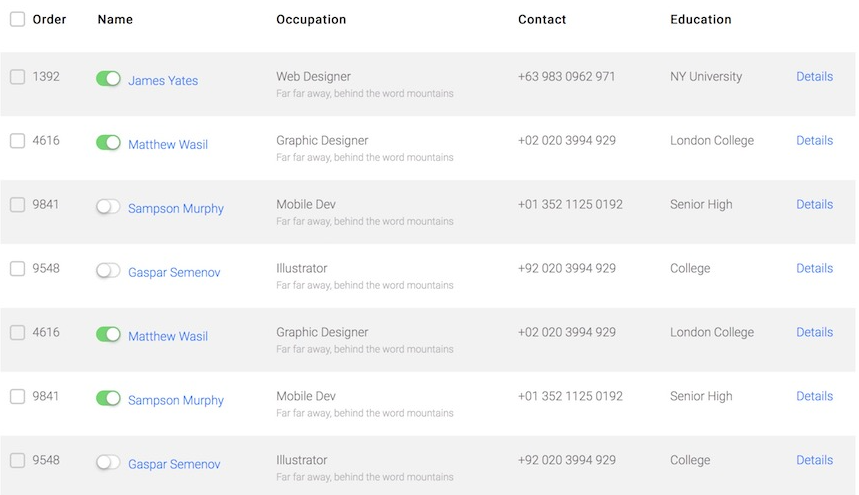 Order Name Occupation Contact Education
1392 James Yates Web Designer +63 983 0962 971 NY University Details
Far far away, behind the word mountains
4616 Matthew Wasil Graphic Designer +02 020 3994 929 London College Details
Far far away, behind the word mountains
9841 Sampson Murphy Mobile Dev +01 352 1125 0192 Senior High Details
Far far away, behind the word mountains
9548 Gaspar Semenov Illustrator +92 020 3994 929 College Details
Far far away, behind the word mountains
4616 Matthew Wasil Graphic Designer +02 020 3994 929 London College Details
Far far away, behind the word mountains
9841 Sampson Murphy Mobile Dev +01 352 1125 0192 Senior High Details
Far far away, behind the word mountains
9548 Gaspar Semenov Illustrator +92 020 3994 929 College Details
Far far away, behind the word mountains